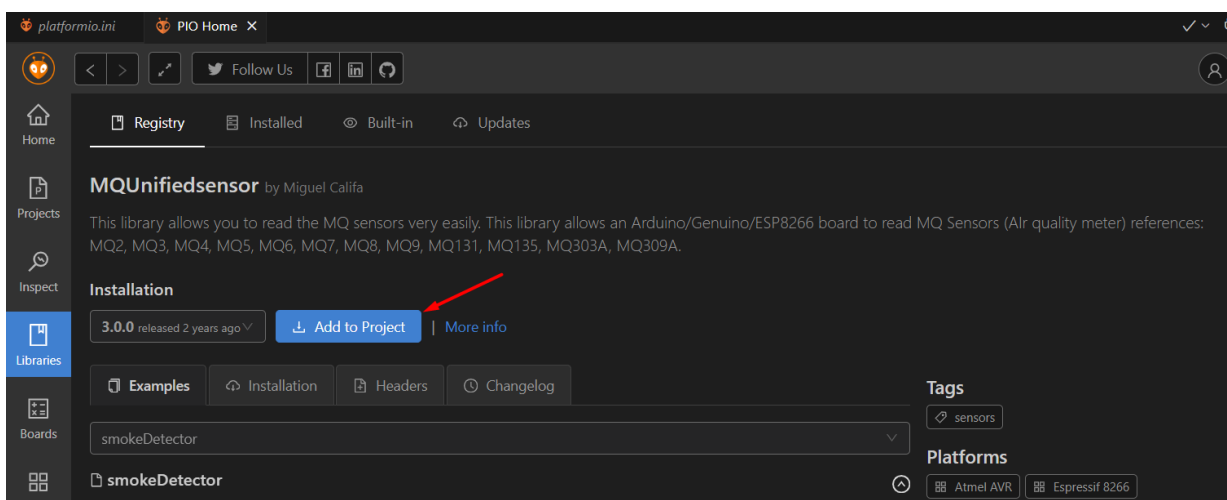 platformio.ini PIO Home
Follow Us
Home
Projects
Inspect
Libraries
Boards
Registry Installed Built-in Updates
MQUnifiedsensor by Miguel Califa
This library allows you to read the MQ sensors very easily. This library allows an Arduino/Genuino/ESP8266 board to read MQ Sensors (AIr quality meter) references:
MQ2, MQ3, MQ4, MQ5, MQ6, MQ7, MQ8, MQ9, MQ131, MQ135, MQ303A, MQ309A.
Installation
3.0.0 released 2 years ago Add to Project | More info
Examples Installation Headers Changelog
smokeDetector
smokeDetector
Tags
sensors
Platforms
Atmel AVR Espressif 8266